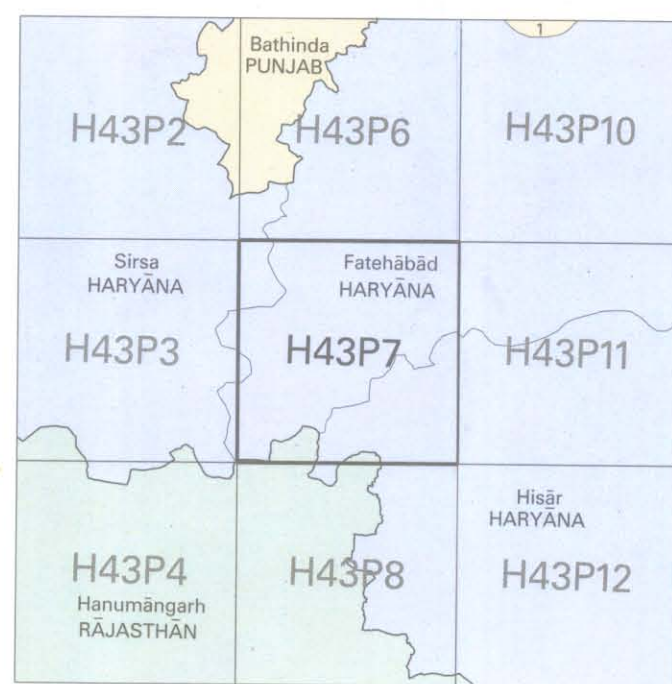 1
Bathinda
PUNJAB
H43P2
H43P6
H43P10
Sirsa
HARYĀNA
Fatehābād
HARYĀNA
H43P3
H43P7
H43P11
Hisār
HARYĀNA
H43P4
H43P8
H43P12
Hanumāngarh
RĀJASTHĀN